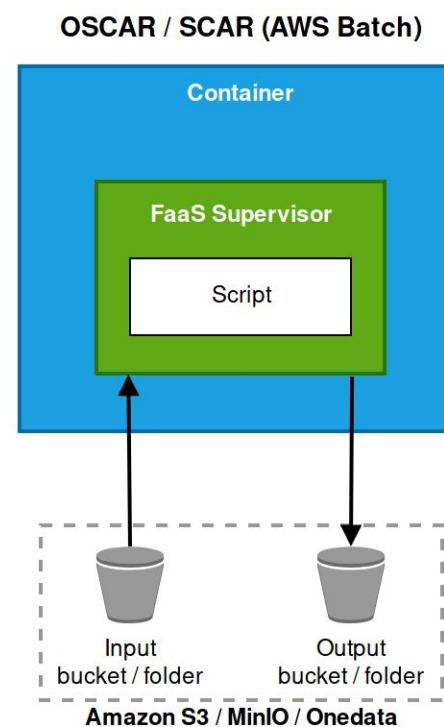 OSCAR / SCAR (AWS Batch)
Container
FaaS Supervisor
Script
Input
bucket / folder
Output
bucket / folder
Amazon S3 / MinIO / Onedata